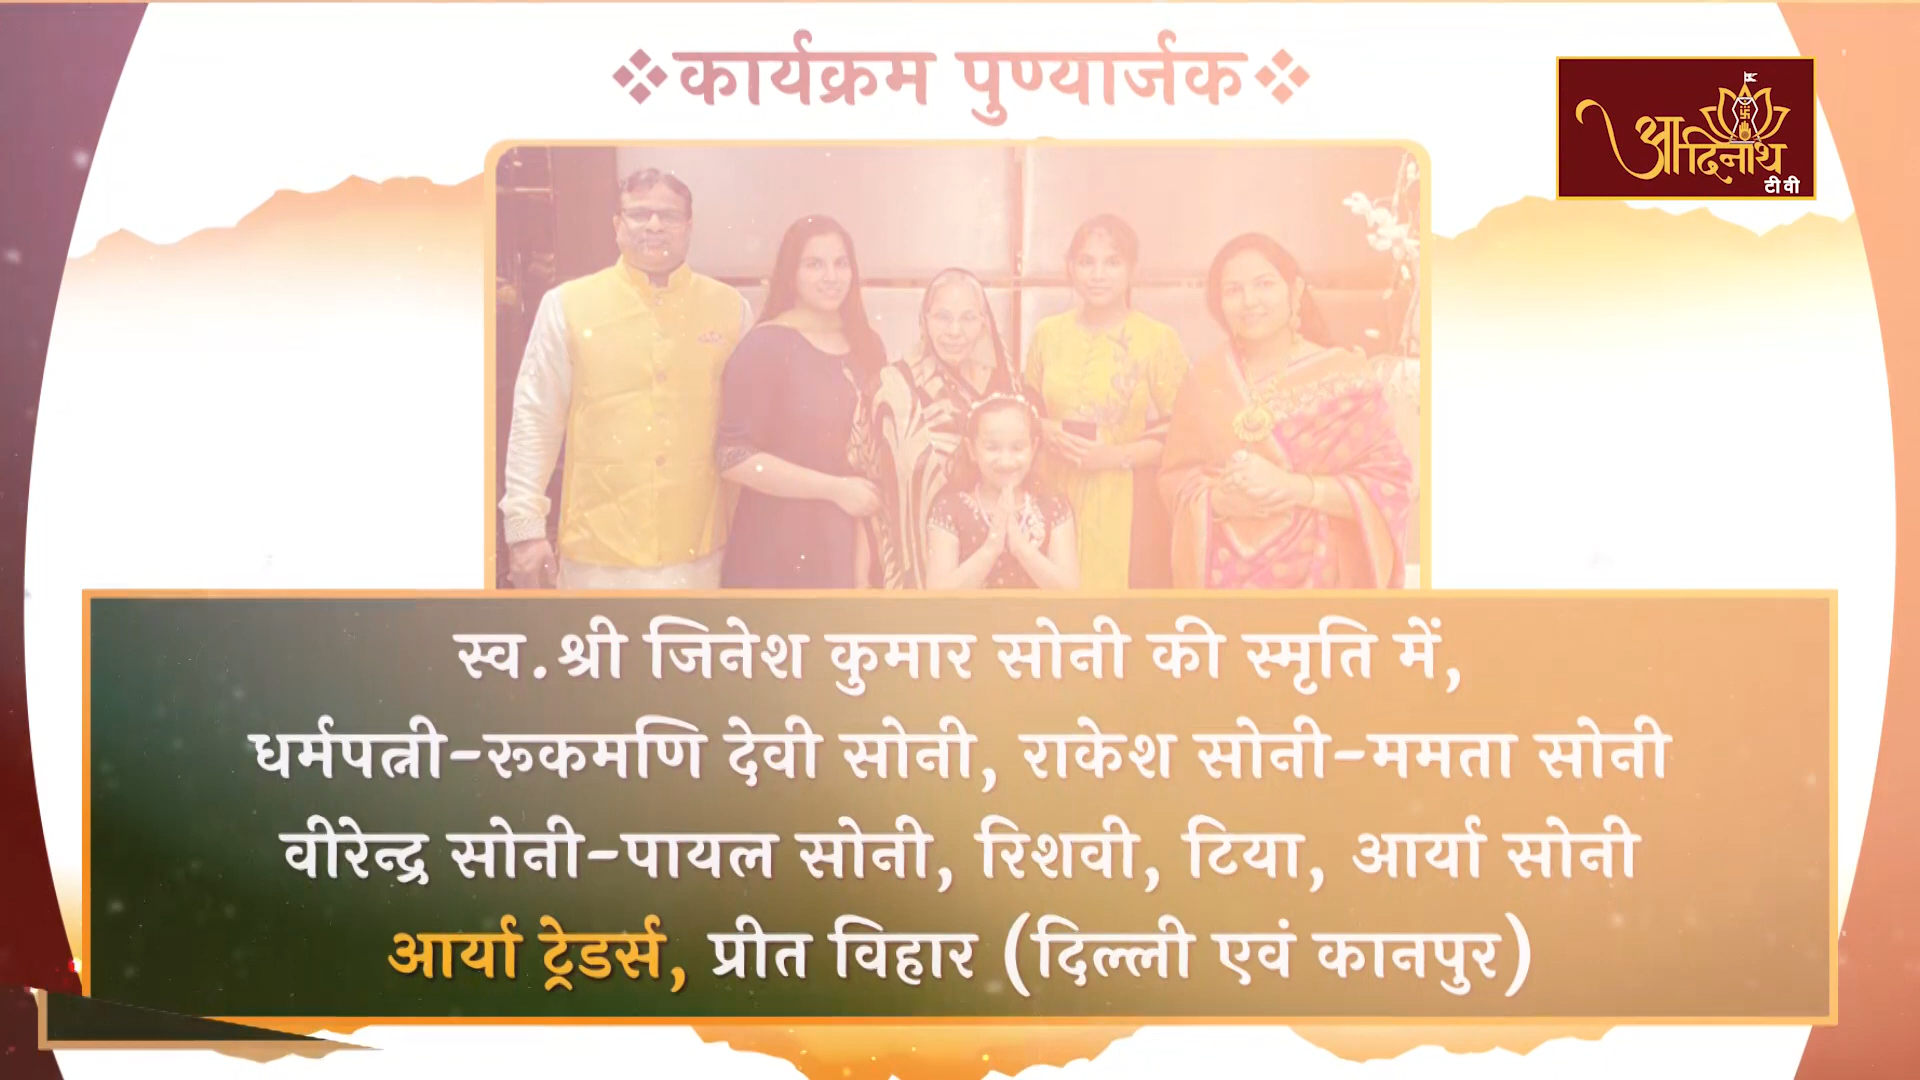 ❖कार्यक्रम पुण्यार्जक❖
आदिनाथ
टी वी
स्व.श्री जिनेश कुमार सोनी की स्मृति में,
धर्मपत्नी-रूकमणि देवी सोनी, राकेश सोनी-ममता सोनी
वीरेन्द्र सोनी-पायल सोनी, रिशवी, टिया, आर्या सोनी
आर्या ट्रेडर्स, प्रीत विहार (दिल्ली एवं कानपुर)